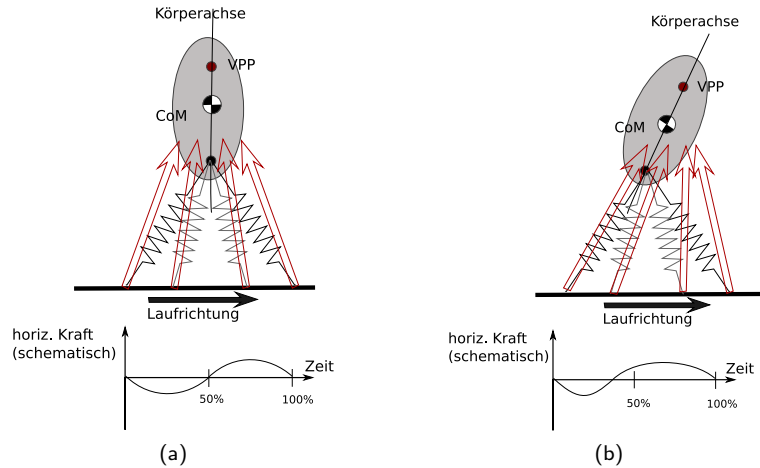 Körperachse
VPP
CoM
Laufrichtung
horiz. Kraft
(schematisch)
Zeit
50%
100%
(a)
Körperachse
VPP
CoM
Laufrichtung
horiz. Kraft
(schematisch)
Zeit
50%
100%
(b)